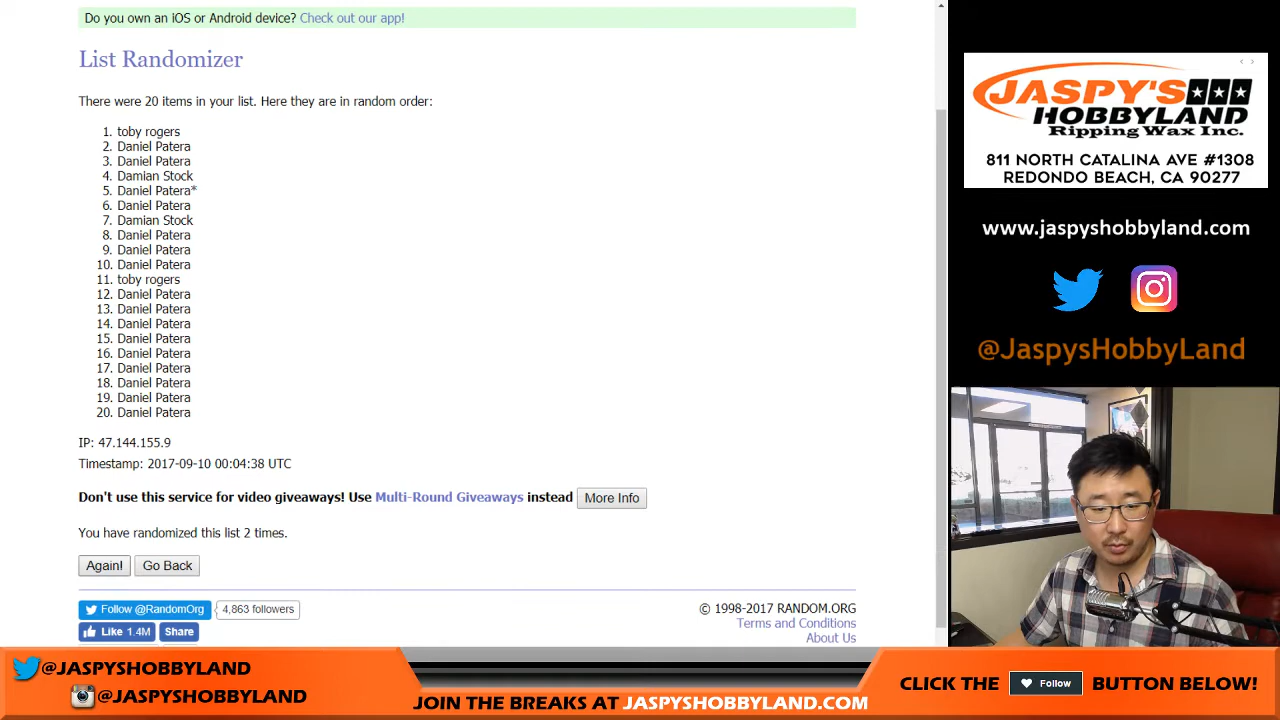 Do you own an iOS or Android device? Check out our app!
List Randomizer
There were 20 items in your list. Here they are in random order:
1. toby rogers
2. Daniel Patera
3. Daniel Patera
4. Damian Stock
5. Daniel Patera*
6. Daniel Patera
7. Damian Stock
8. Daniel Patera
9. Daniel Patera
10. Daniel Patera
11. toby rogers
12. Daniel Patera
13. Daniel Patera
14. Daniel Patera
15. Daniel Patera
16. Daniel Patera
17. Daniel Patera
18. Daniel Patera
19. Daniel Patera
20. Daniel Patera
IP: 47.144.155.9
Timestamp: 2017-09-10 00:04:38 UTC
Don't use this service for video giveaways! Use Multi-Round Giveaways instead More Info
You have randomized this list 2 times.
Again! Go Back
Follow @RandomOrg 4,863 followers
Like 1.4M Share
© 1998-2017 RANDOM.ORG
Terms and Conditions
About Us
JASPY'S
HOBBYLAND
Ripping Wax Inc.
811 NORTH CATALINA AVE #1308
REDONDO BEACH, CA 90277
www.jaspyshobbyland.com
@JaspysHobbyLand
@JASPYSHOBBYLAND
@JASPYSHOBBYLAND
JOIN THE BREAKS AT JASPYSHOBBYLAND.COM
CLICK THE Follow BUTTON BELOW!